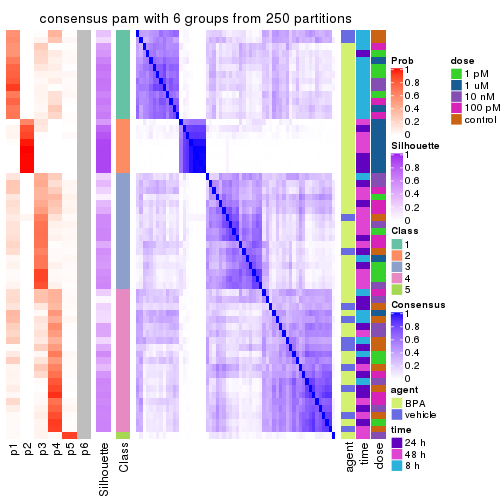 consensus pam with 6 groups from 250 partitions
Prob
1
0.8
0.6
0.4
0.2
0
Silhouette
1
0.8
0.6
0.4
0.2
0
Class
1
2
3
4
5
Consensus
1
0.8
0.6
0.4
0.2
0
agent
BPA
vehicle
time
24 h
48 h
8 h
dose
1 pM
1 uM
10 nM
100 pM
control
p1
p2
p3
p4
p5
p6
Silhouette
Class
agent
time
dose